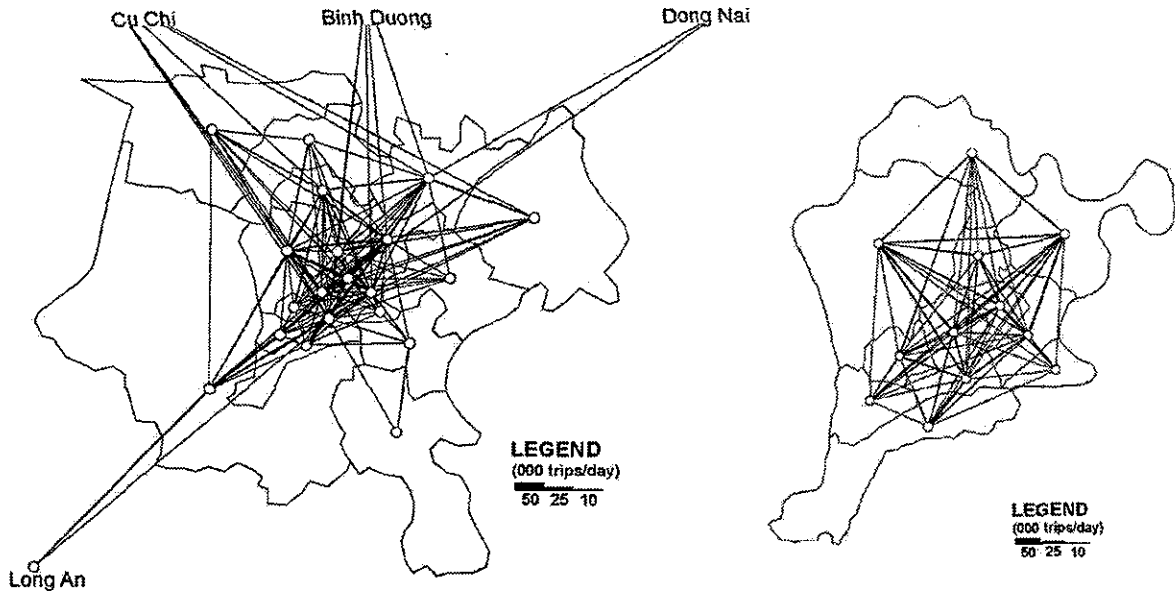 Cu Chi
Binh Duong
Dong Nai
LEGEND
(000 trips/day)
50 25 10
LEGEND
(000 trips/day)
50 25 10
Long An